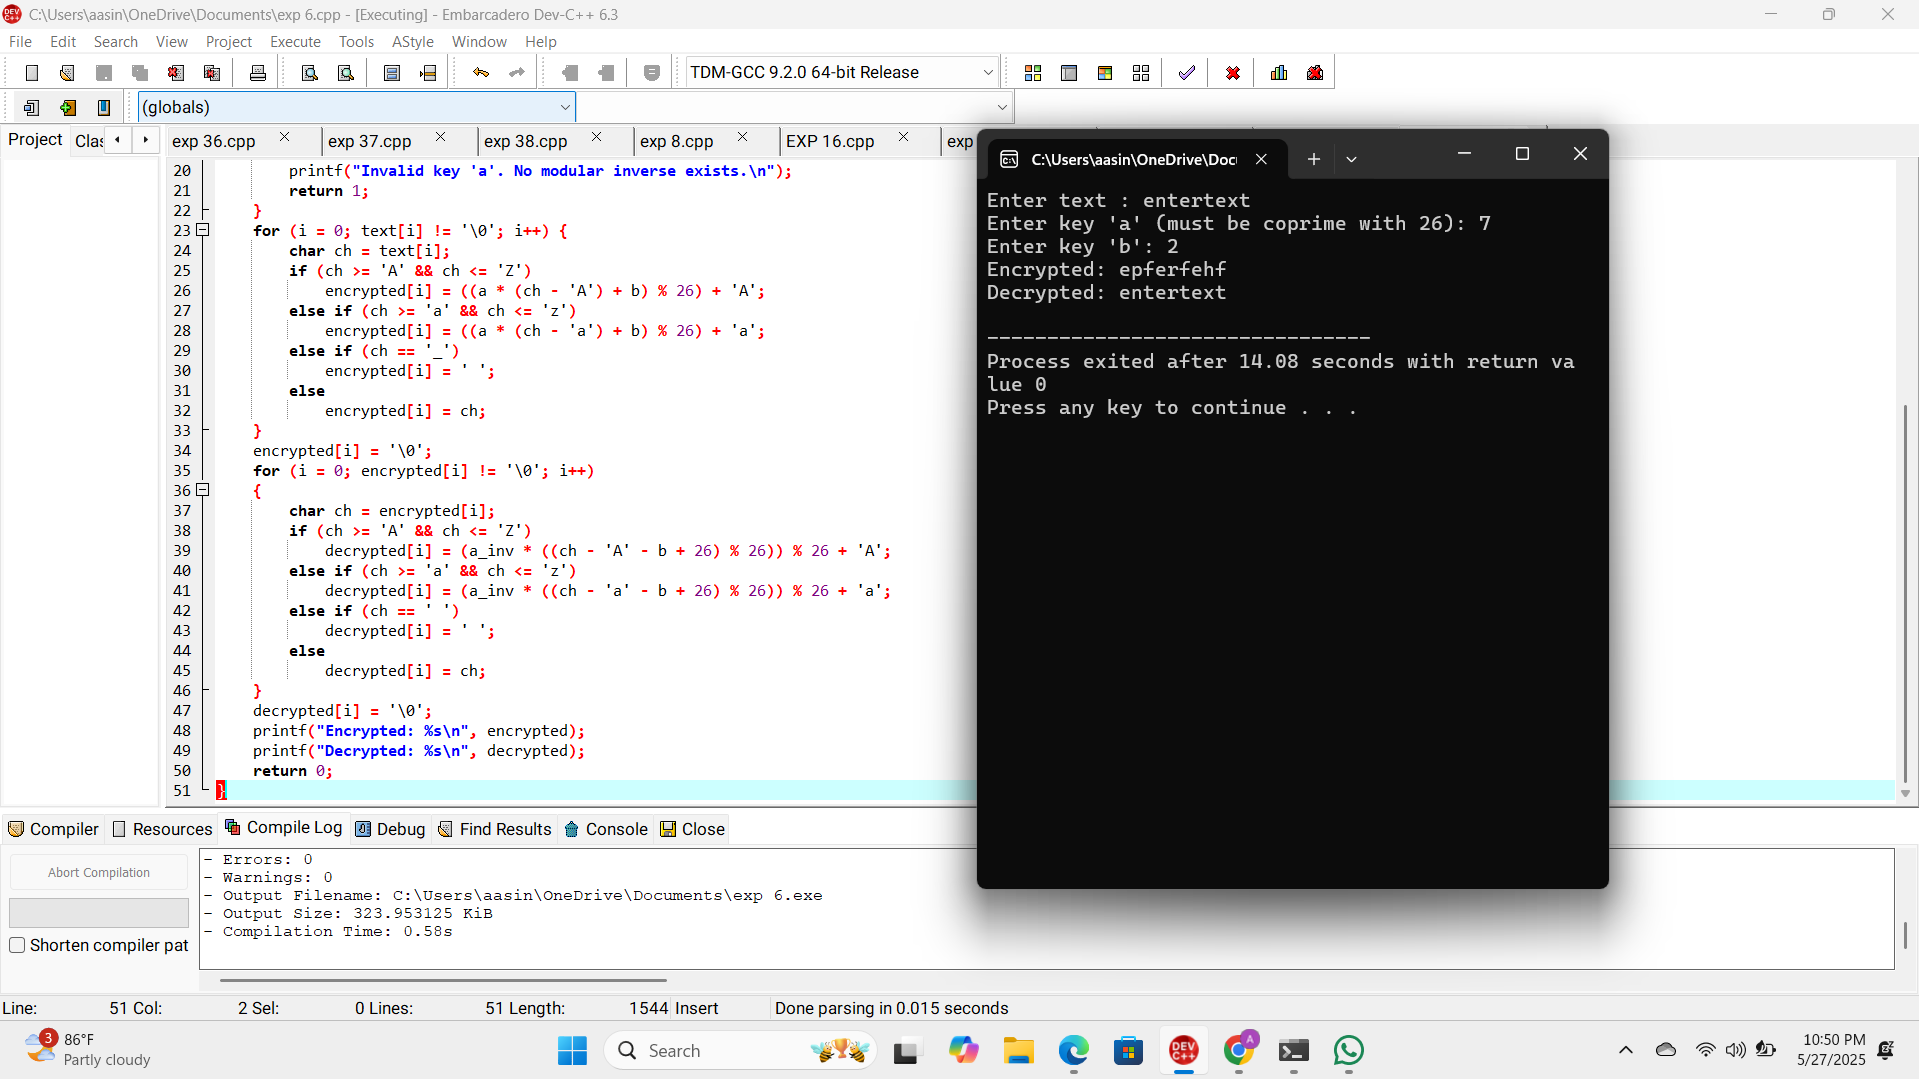 C:\Users\aasin\OneDrive\Documents\exp 6.cpp - [Executing] - Embarcadero Dev-C++ 6.3
File Edit Search View Project Execute Tools AStyle Window Help
TDM-GCC 9.2.0 64-bit Release
(globals)
Project Clas exp 36.cpp exp 37.cpp exp 38.cpp exp 8.cpp EXP 16.cpp exp
20 printf("Invalid key 'a'. No modular inverse exists.\n");
21 return 1;
22 }
23 for (i = 0; text[i] != '\0'; i++) {
24 char ch = text[i];
25 if (ch >= 'A' && ch <= 'Z')
26 encrypted[i] = ((a * (ch - 'A') + b) % 26) + 'A';
27 else if (ch >= 'a' && ch <= 'z')
28 encrypted[i] = ((a * (ch - 'a') + b) % 26) + 'a';
29 else if (ch == '_')
30 encrypted[i] = ' ';
31 else
32 encrypted[i] = ch;
33 }
34 encrypted[i] = '\0';
35 for (i = 0; encrypted[i] != '\0'; i++)
36 {
37 char ch = encrypted[i];
38 if (ch >= 'A' && ch <= 'Z')
39 decrypted[i] = (a_inv * ((ch - 'A' - b + 26) % 26)) % 26 + 'A';
40 else if (ch >= 'a' && ch <= 'z')
41 decrypted[i] = (a_inv * ((ch - 'a' - b + 26) % 26)) % 26 + 'a';
42 else if (ch == ' ')
43 decrypted[i] = ' ';
44 else
45 decrypted[i] = ch;
46 }
47 decrypted[i] = '\0';
48 printf("Encrypted: %s\n", encrypted);
49 printf("Decrypted: %s\n", decrypted);
50 return 0;
51 }
C:\Users\aasin\OneDrive\Doc
Enter text : entertext
Enter key 'a' (must be coprime with 26): 7
Enter key 'b': 2
Encrypted: epferfehf
Decrypted: entertext
--------------------------------
Process exited after 14.08 seconds with return va
lue 0
Press any key to continue . . .
Compiler Resources Compile Log Debug Find Results Console Close
Abort Compilation
Shorten compiler pat
- Errors: 0
- Warnings: 0
- Output Filename: C:\Users\aasin\OneDrive\Documents\exp 6.exe
- Output Size: 323.953125 KiB
- Compilation Time: 0.58s
Line: 51 Col: 2 Sel: 0 Lines: 51 Length: 1544 Insert Done parsing in 0.015 seconds
3
86°F
Partly cloudy
Search
DEV C++
A
10:50 PM
5/27/2025